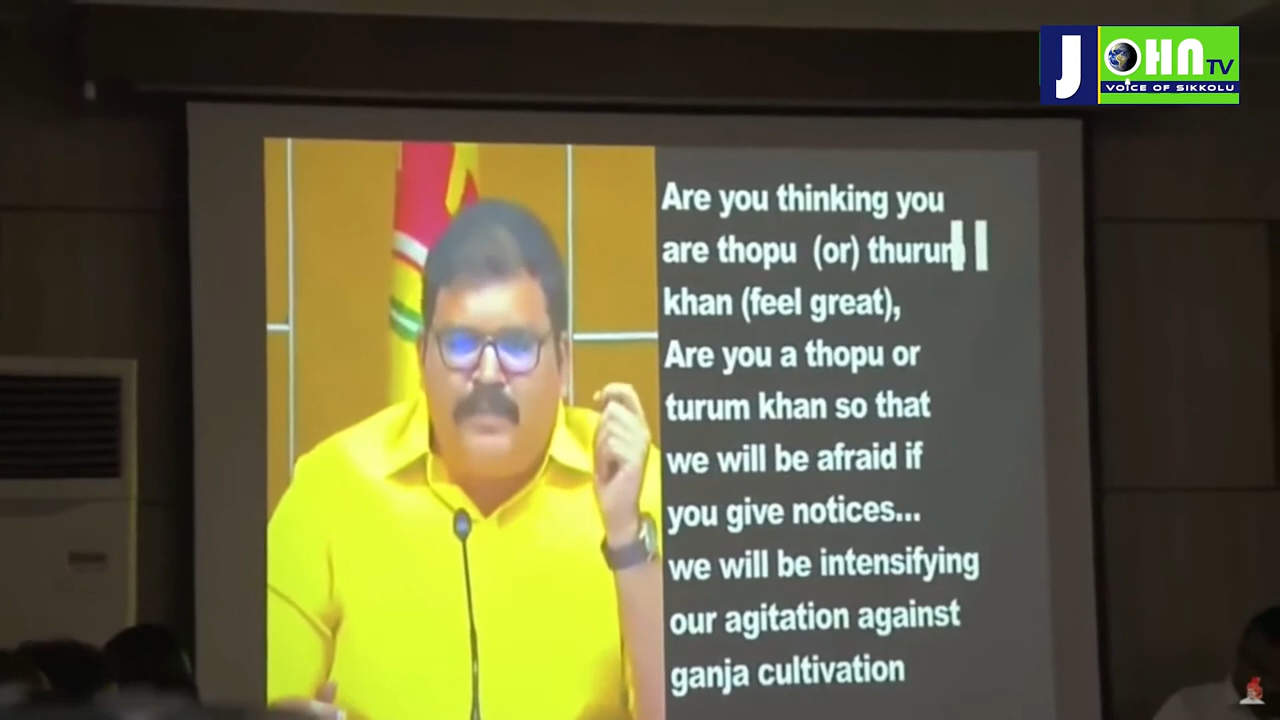 JOHN TV
VOICE OF SIKKOLU
Are you thinking you
are thopu (or) thurum
khan (feel great),
Are you a thopu or
turum khan so that
we will be afraid if
you give notices...
we will be intensifying
our agitation against
ganja cultivation